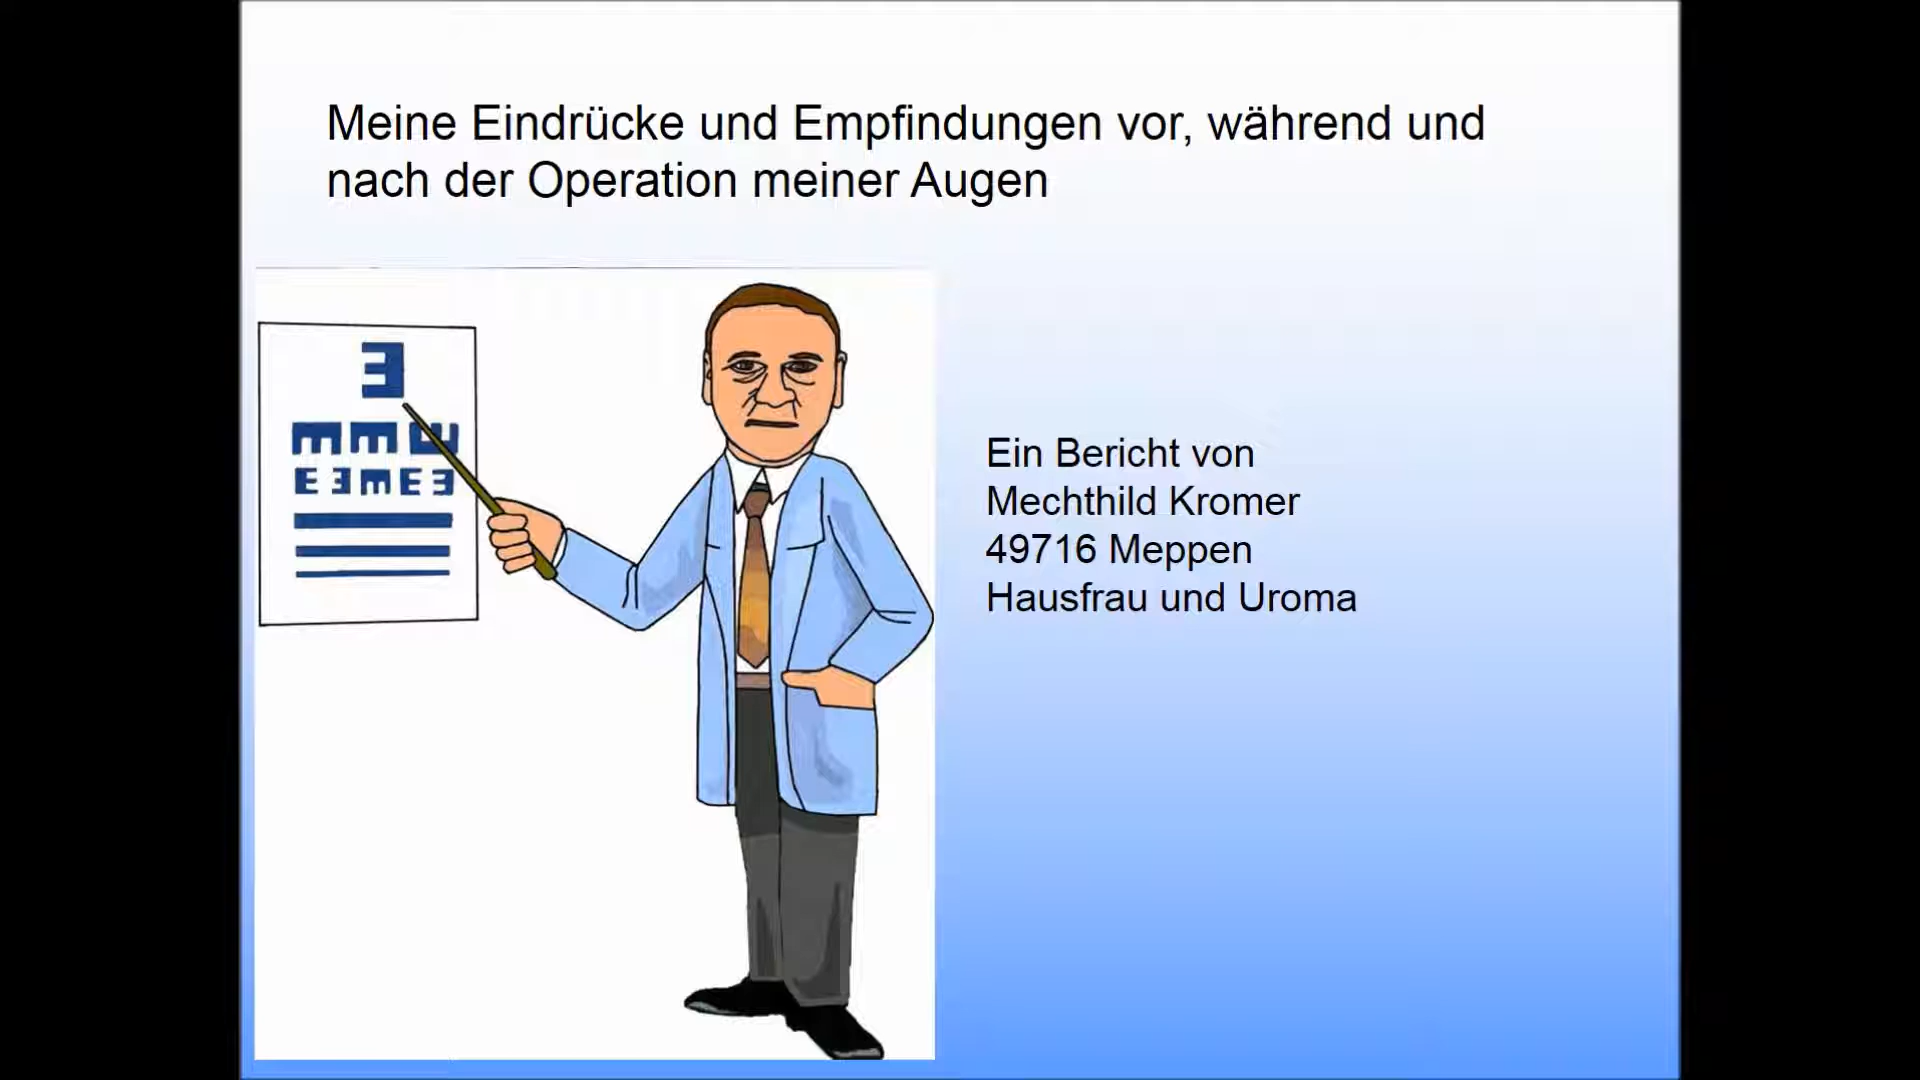 Meine Eindrücke und Empfindungen vor, während und
nach der Operation meiner Augen
E
E E E
E E E E E
Ein Bericht von
Mechthild Kromer
49716 Meppen
Hausfrau und Uroma